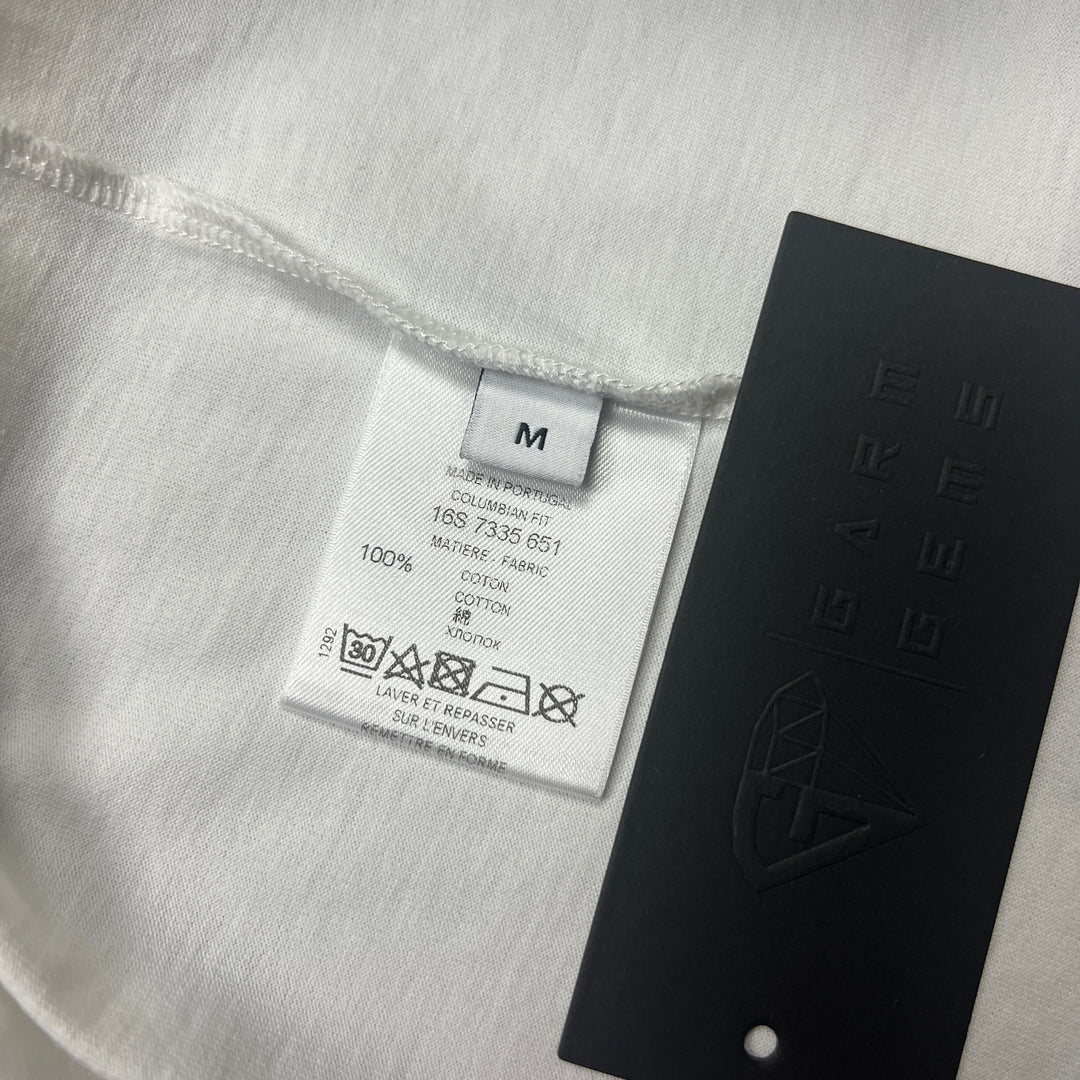 M
MADE IN PORTUGAL
COLUMBIAN FIT
16S 7335 651
MATIERE - FABRIC
100%
COTON
COTTON
綿
ХЛОПОК
1292
30
LAVER ET REPASSER
SUR L'ENVERS
REMETTRE EN FORME
GARM
GEMS